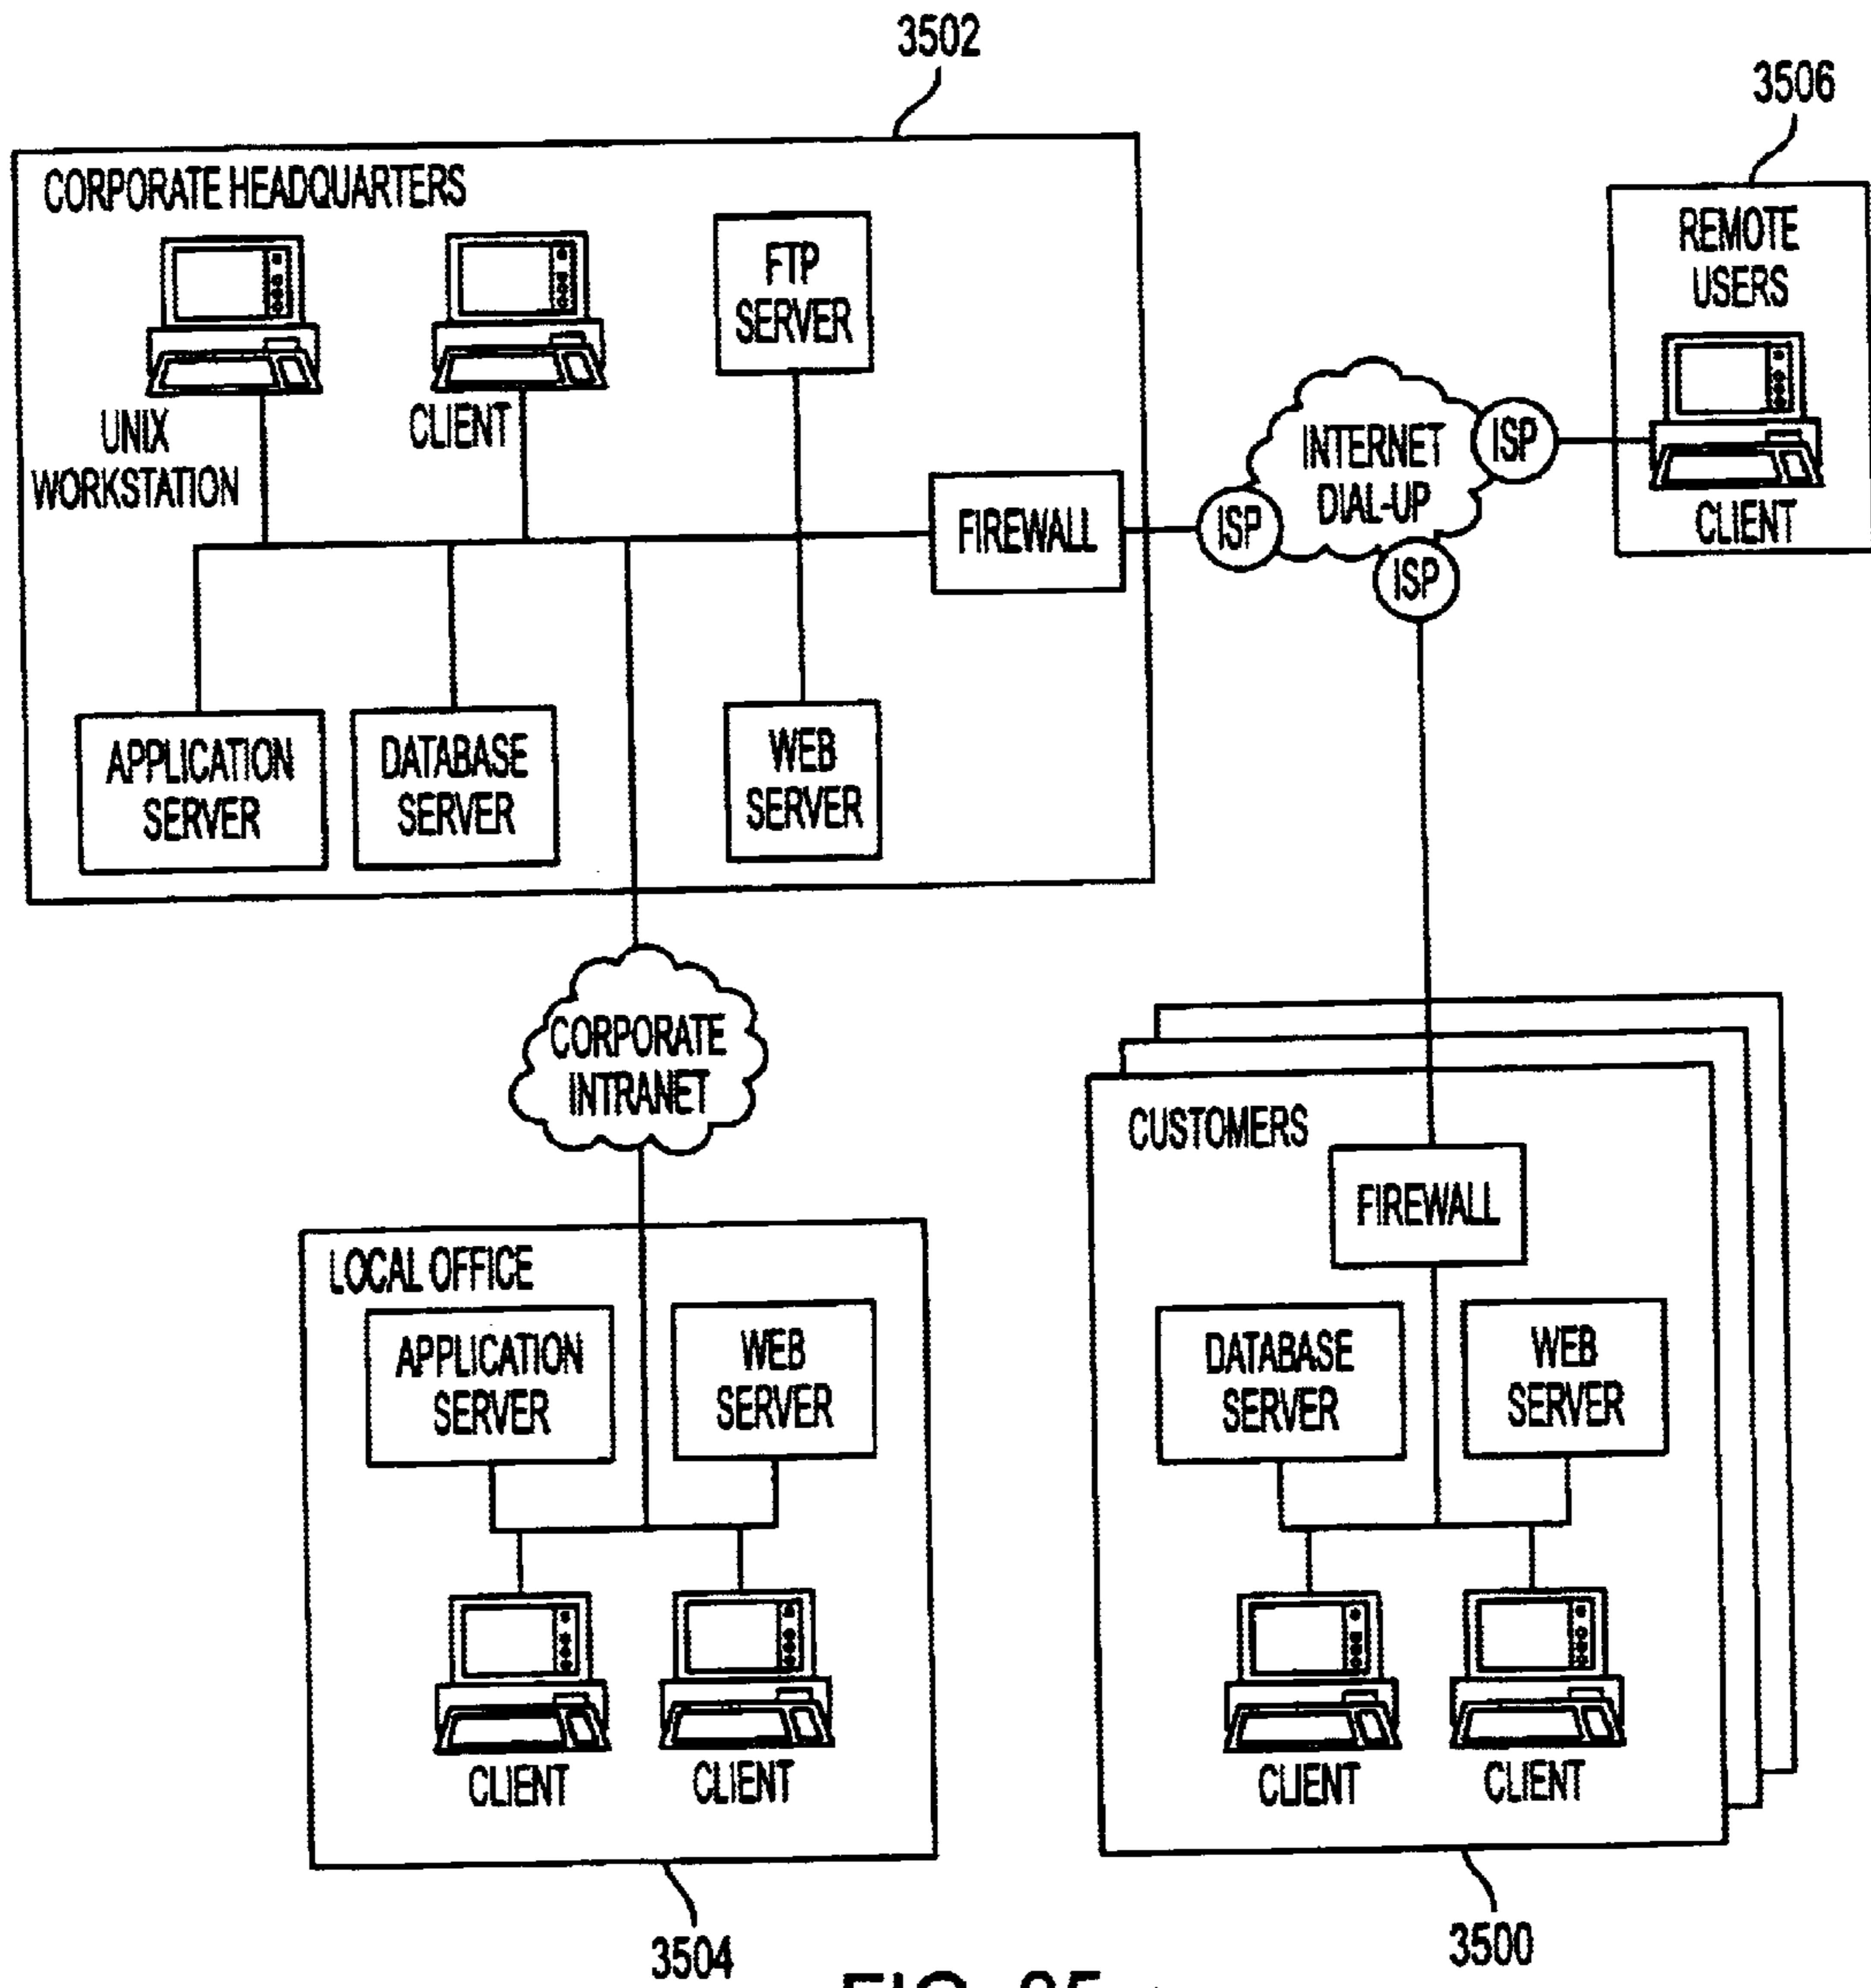 3502
3506
CORPORATE HEADQUARTERS
REMOTE
USERS
FTP
SERVER
UNIX
WORKSTATION
CLIENT
INTERNET
DIAL-UP
ISP
ISP
ISP
CLIENT
FIREWALL
APPLICATION
SERVER
DATABASE
SERVER
WEB
SERVER
CORPORATE
INTRANET
CUSTOMERS
FIREWALL
LOCAL OFFICE
APPLICATION
SERVER
WEB
SERVER
DATABASE
SERVER
WEB
SERVER
CLIENT
CLIENT
CLIENT
CLIENT
3504
3500